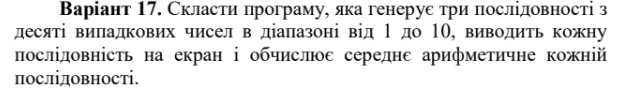 Варіант 17. Скласти програму, яка генерує три послідовності з
десяті випадкових чисел в діапазоні від 1 до 10, виводить кожну
послідовність на екран і обчислює середнє арифметичне кожній
послідовності.